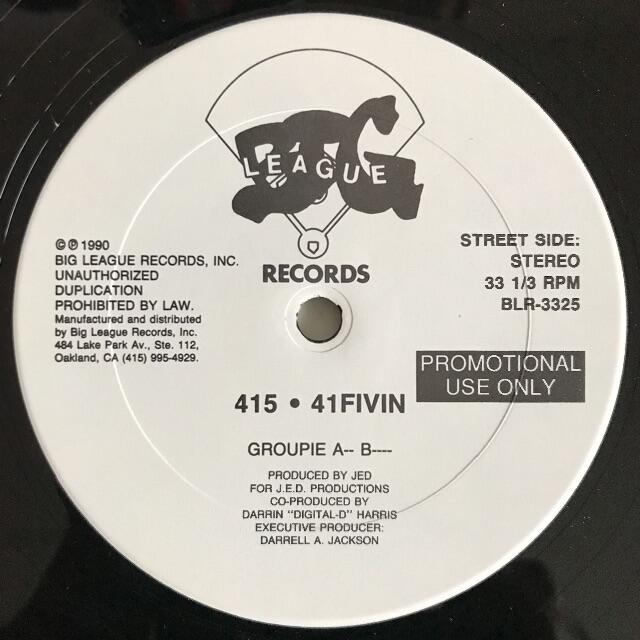 BIG
LEAGUE
RECORDS
© ℗ 1990
BIG LEAGUE RECORDS, INC.
UNAUTHORIZED
DUPLICATION
PROHIBITED BY LAW.
Manufactured and distributed
by Big League Records, Inc.
484 Lake Park Av., Ste. 112,
Oakland, CA (415) 995-4929.
STREET SIDE:
STEREO
33 1/3 RPM
BLR-3325
PROMOTIONAL
USE ONLY
415 • 41FIVIN
GROUPIE A-- B----
PRODUCED BY JED
FOR J.E.D. PRODUCTIONS
CO-PRODUCED BY
DARRIN "DIGITAL-D" HARRIS
EXECUTIVE PRODUCER:
DARRELL A. JACKSON